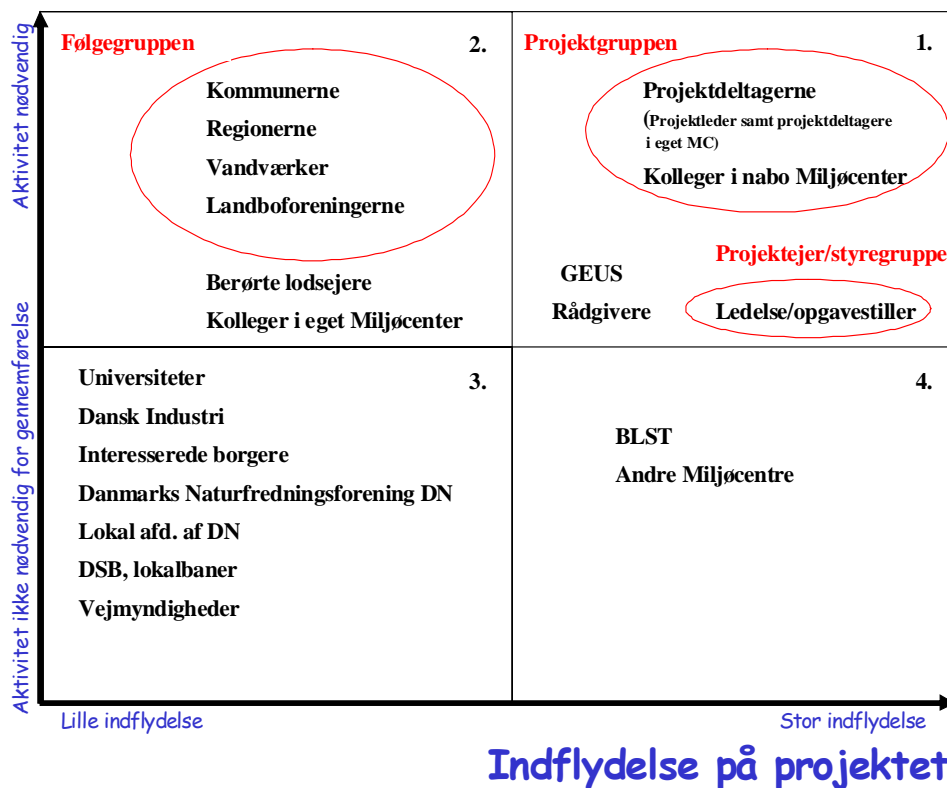 Aktivitet nødvendig
Aktivitet ikke nødvendig for gennemførelse
Følgegruppen
2.
Kommunerne
Regionerne
Vandværker
Landboforeningerne
Berørte lodsejere
Kolleger i eget Miljøcenter
Projektgruppen
1.
Projektdeltagerne
(Projektleder samt projektdeltagere
i eget MC)
Kolleger i nabo Miljøcenter
Projektejer/styregruppe
GEUS
Rådgivere
Ledelse/opgavestiller
3.
Universiteter
Dansk Industri
Interesserede borgere
Danmarks Naturfredningsforening DN
Lokal afd. af DN
DSB, lokalbaner
Vejmyndigheder
4.
BLST
Andre Miljøcentre
Lille indflydelse
Stor indflydelse
Indflydelse på projektet